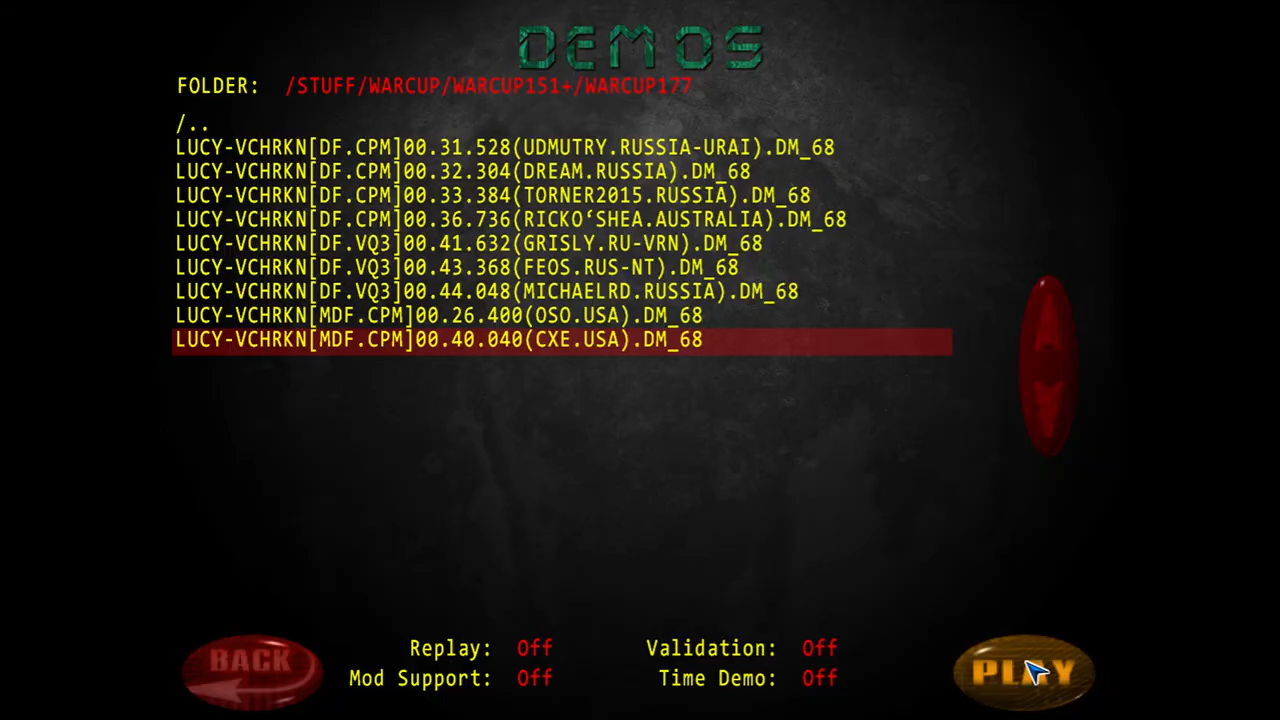 DEMOS
FOLDER: /STUFF/WARCUP/WARCUP151+/WARCUP177
/..
LUCY-VCHRKN[DF.CPM]00.31.528(UDMUTRY.RUSSIA-URAI).DM_68
LUCY-VCHRKN[DF.CPM]00.32.304(DREAM.RUSSIA).DM_68
LUCY-VCHRKN[DF.CPM]00.33.384(TORNER2015.RUSSIA).DM_68
LUCY-VCHRKN[DF.CPM]00.36.736(RICKO‘SHEA.AUSTRALIA).DM_68
LUCY-VCHRKN[DF.VQ3]00.41.632(GRISLY.RU-VRN).DM_68
LUCY-VCHRKN[DF.VQ3]00.43.368(FEOS.RUS-NT).DM_68
LUCY-VCHRKN[DF.VQ3]00.44.048(MICHAELRD.RUSSIA).DM_68
LUCY-VCHRKN[MDF.CPM]00.26.400(OSO.USA).DM_68
LUCY-VCHRKN[MDF.CPM]00.40.040(CXE.USA).DM_68
Replay: Off Validation: Off
Mod Support: Off Time Demo: Off
BACK
PLAY